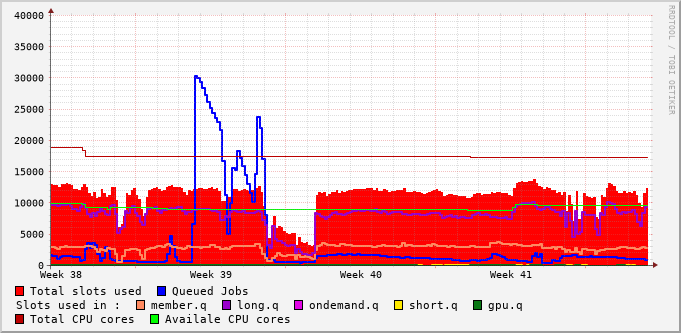 RRDTOOL / TOBI OETIKER
40000
35000
30000
25000
20000
15000
10000
5000
0
Week 38 Week 39 Week 40 Week 41
Total slots used Queued Jobs
Slots used in : member.q long.q ondemand.q short.q gpu.q
Total CPU cores Availale CPU cores